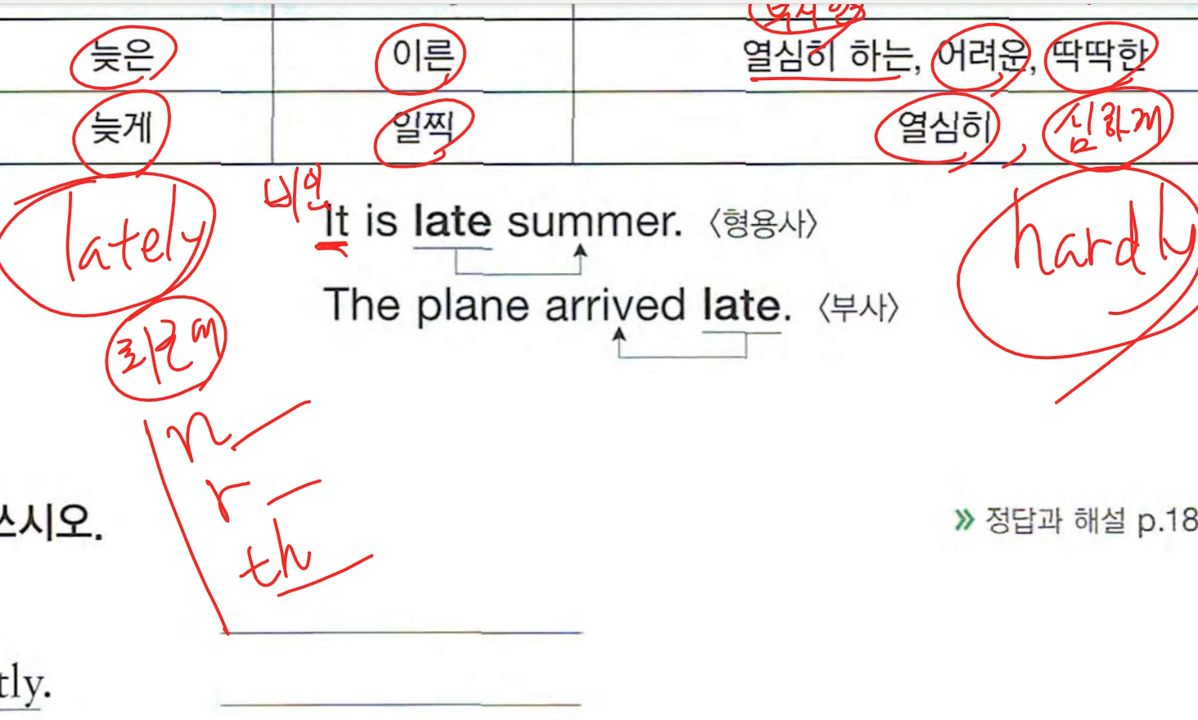 늦은 이른 열심히 하는, 어려운, 딱딱한
늦게 일찍 열심히, 심하게
lately 비인 It is late summer. 〈형용사〉 hardly
The plane arrived late. 〈부사〉
최근에
n
r
th
쓰시오. » 정답과 해설 p.18
tly.